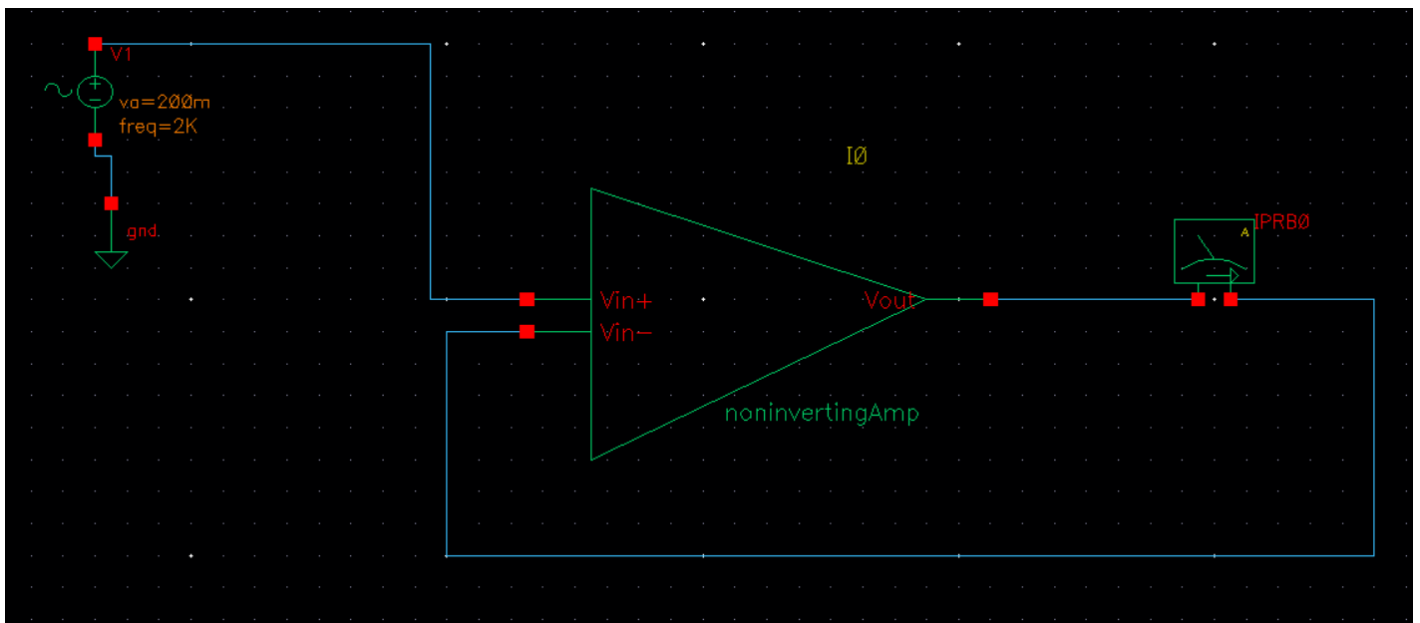 V1
va=200m
freq=2K
gnd
I0
Vin+
Vin-
Vout
noninvertingAmp
A
IPRB0